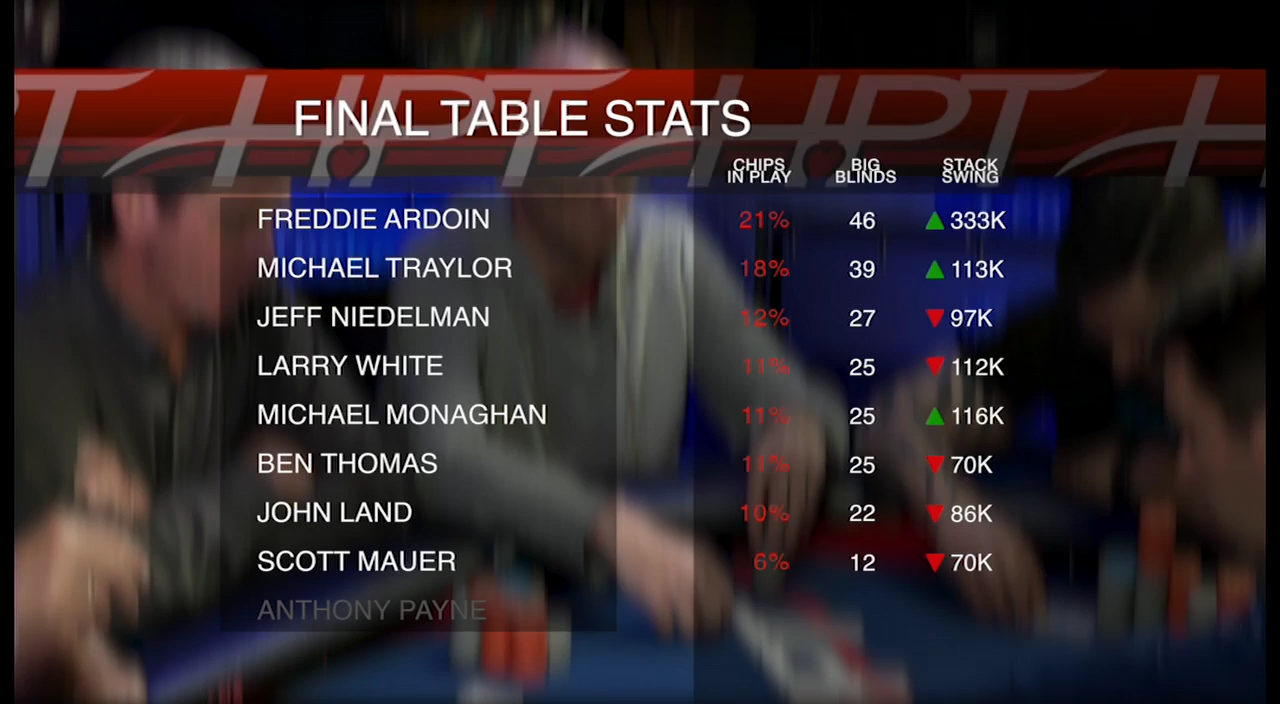 HPT
FINAL TABLE STATS
CHIPS IN PLAY BIG BLINDS STACK SWING
FREDDIE ARDOIN 21% 46 ▲ 333K
MICHAEL TRAYLOR 18% 39 ▲ 113K
JEFF NIEDELMAN 12% 27 ▼ 97K
LARRY WHITE 11% 25 ▼ 112K
MICHAEL MONAGHAN 11% 25 ▲ 116K
BEN THOMAS 11% 25 ▼ 70K
JOHN LAND 10% 22 ▼ 86K
SCOTT MAUER 6% 12 ▼ 70K
ANTHONY PAYNE